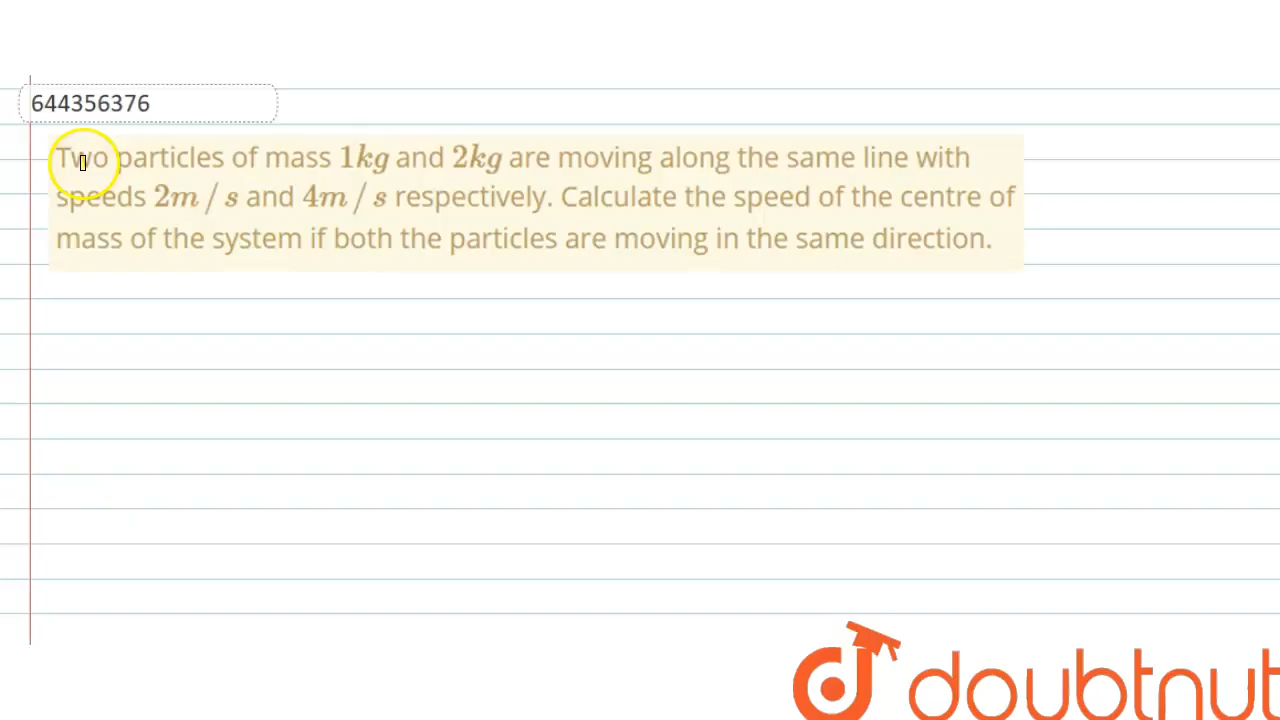 644356376
Two particles of mass 1kg and 2kg are moving along the same line with
speeds 2m/s and 4m/s respectively. Calculate the speed of the centre of
mass of the system if both the particles are moving in the same direction.
doubtnut